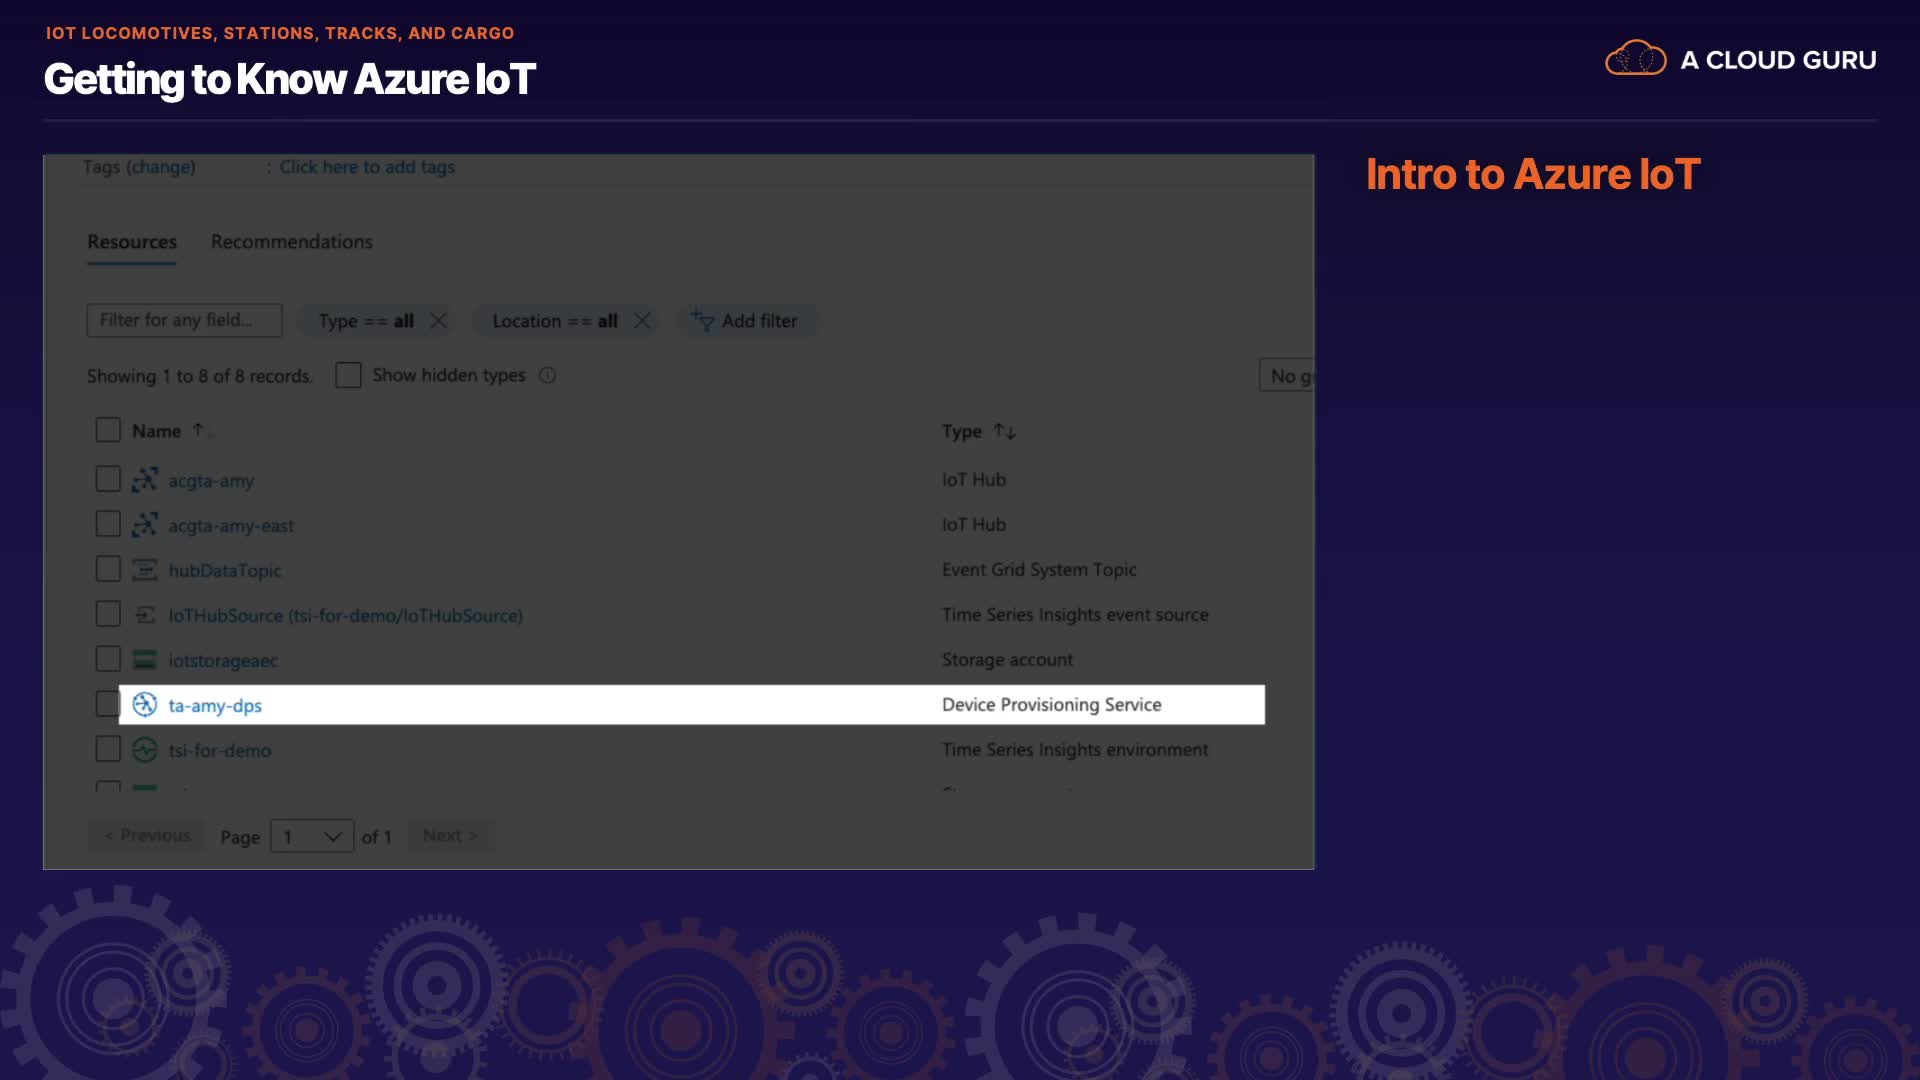 IOT LOCOMOTIVES, STATIONS, TRACKS, AND CARGO
Getting to Know Azure IoT
A CLOUD GURU
Intro to Azure IoT
Tags (change) : Click here to add tags
Resources Recommendations
Filter for any field... Type == all Location == all Add filter
Showing 1 to 8 of 8 records. Show hidden types No
Name Type
acgta-amy IoT Hub
acgta-amy-east IoT Hub
hubDataTopic Event Grid System Topic
IoTHubSource (tsi-for-demo/IoTHubSource) Time Series Insights event source
iotstorageaec Storage account
ta-amy-dps Device Provisioning Service
tsi-for-demo Time Series Insights environment
< Previous Page 1 of 1 Next >